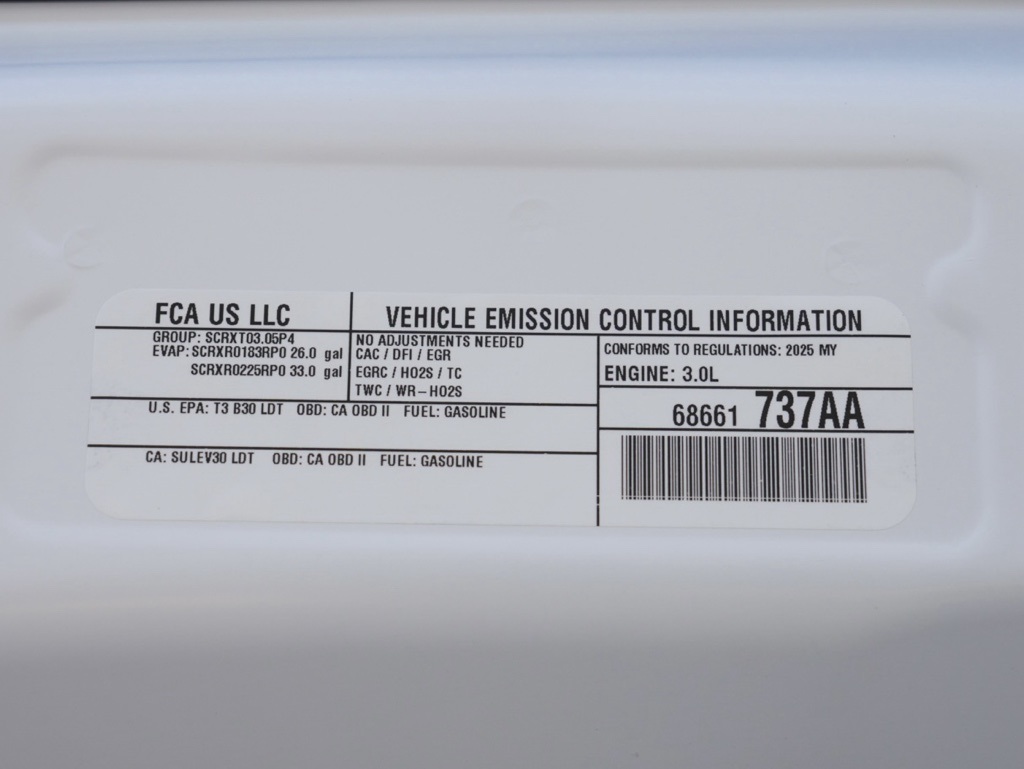 FCA US LLC
VEHICLE EMISSION CONTROL INFORMATION
GROUP: SCRXT03.05P4
EVAP: SCRXR0183RP0 26.0 gal
SCRXR0225RP0 33.0 gal
NO ADJUSTMENTS NEEDED
CAC / DFI / EGR
EGRC / HO2S / TC
TWC / WR-HO2S
CONFORMS TO REGULATIONS: 2025 MY
ENGINE: 3.0L
U.S. EPA: T3 B30 LDT OBD: CA OBD II FUEL: GASOLINE
68661 737AA
CA: SULEV30 LDT OBD: CA OBD II FUEL: GASOLINE